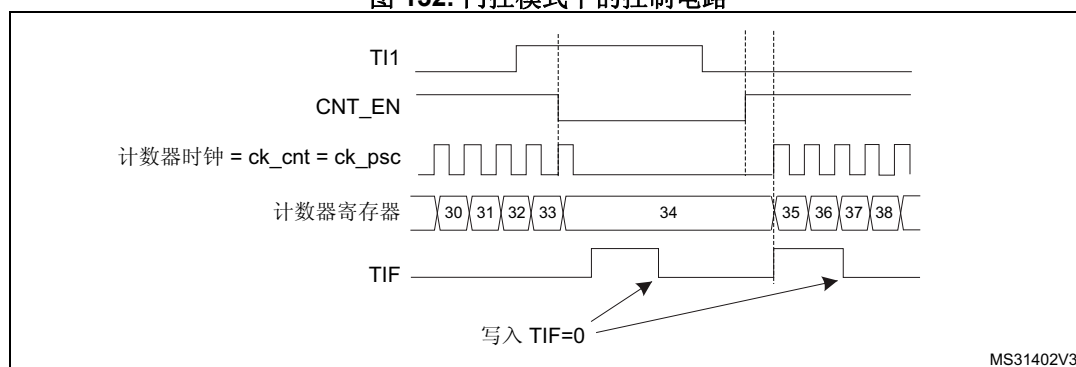 图 132. 门控模式下的控制电路
TI1
CNT_EN
计数器时钟 = ck_cnt = ck_psc
计数器寄存器
30 31 32 33 34 35 36 37 38
TIF
写入 TIF=0
MS31402V3